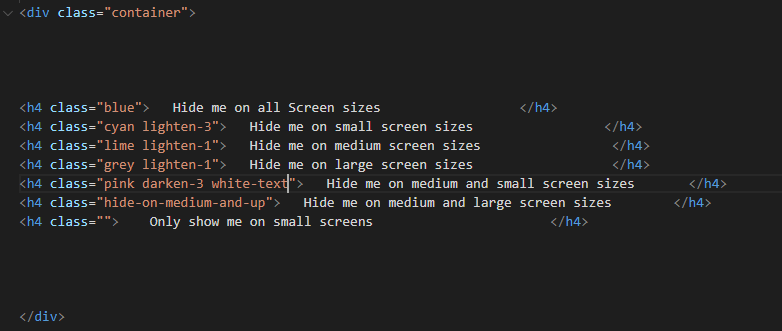 <div class="container">
<h4 class="blue">   Hide me on all Screen sizes                  </h4>
<h4 class="cyan lighten-3">   Hide me on small screen sizes                 </h4>
<h4 class="lime lighten-1">   Hide me on medium screen sizes                 </h4>
<h4 class="grey lighten-1">   Hide me on large screen sizes                  </h4>
<h4 class="pink darken-3 white-text">   Hide me on medium and small screen sizes       </h4>
<h4 class="hide-on-medium-and-up">   Hide me on medium and large screen sizes        </h4>
<h4 class="">    Only show me on small screens                       </h4>
</div>